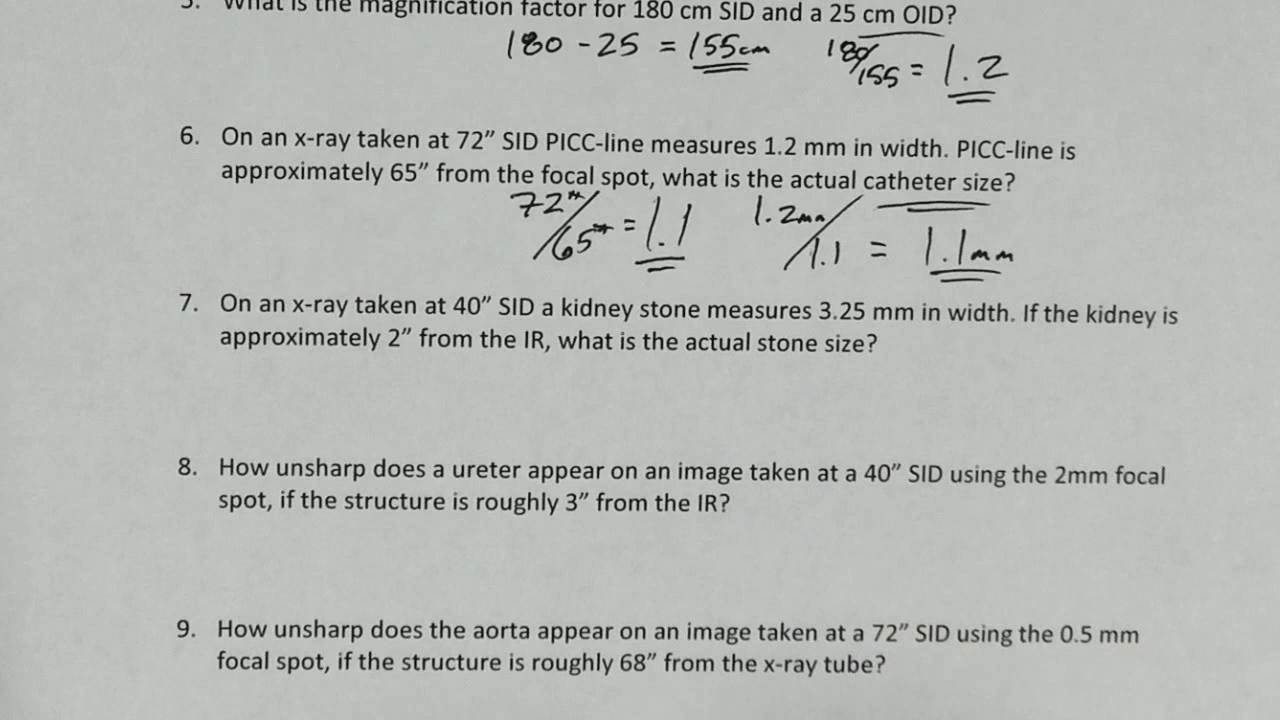 5. What is the magnification factor for 180 cm SID and a 25 cm OID?
180 - 25 = 155cm 180/155 = 1.2
6. On an x-ray taken at 72” SID PICC-line measures 1.2 mm in width. PICC-line is
approximately 65” from the focal spot, what is the actual catheter size?
72"/65" = 1.1 1.2mm/1.1 = 1.1mm
7. On an x-ray taken at 40” SID a kidney stone measures 3.25 mm in width. If the kidney is
approximately 2” from the IR, what is the actual stone size?
8. How unsharp does a ureter appear on an image taken at a 40” SID using the 2mm focal
spot, if the structure is roughly 3” from the IR?
9. How unsharp does the aorta appear on an image taken at a 72” SID using the 0.5 mm
focal spot, if the structure is roughly 68” from the x-ray tube?